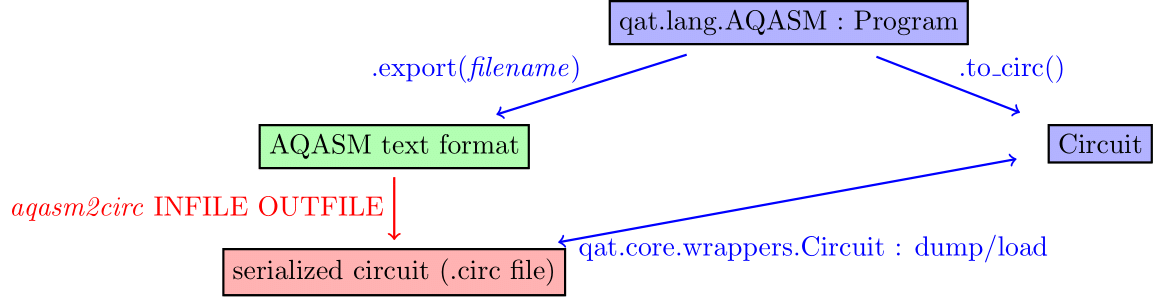 qat.lang.AQASM : Program
.export(filename)
.to_circ()
AQASM text format
Circuit
aqasm2circ INFILE OUTFILE
qat.core.wrappers.Circuit : dump/load
serialized circuit (.circ file)